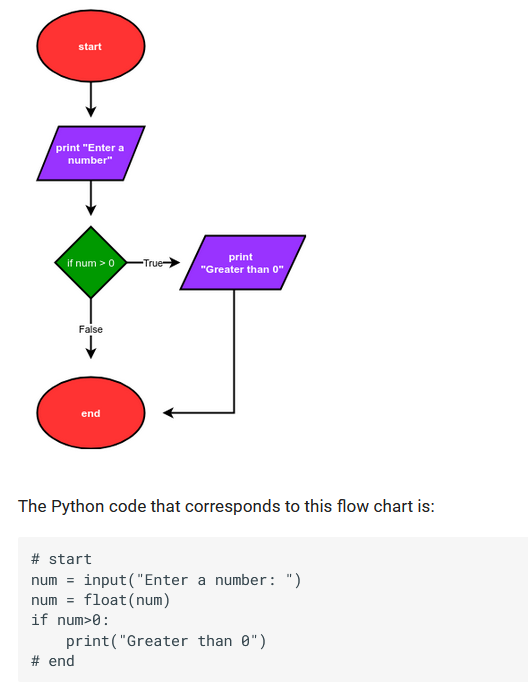 start
print "Enter a
number"
if num > 0
True
print
"Greater than 0"
False
end
The Python code that corresponds to this flow chart is:
# start
num = input("Enter a number: ")
num = float(num)
if num>0:
    print("Greater than 0")
# end